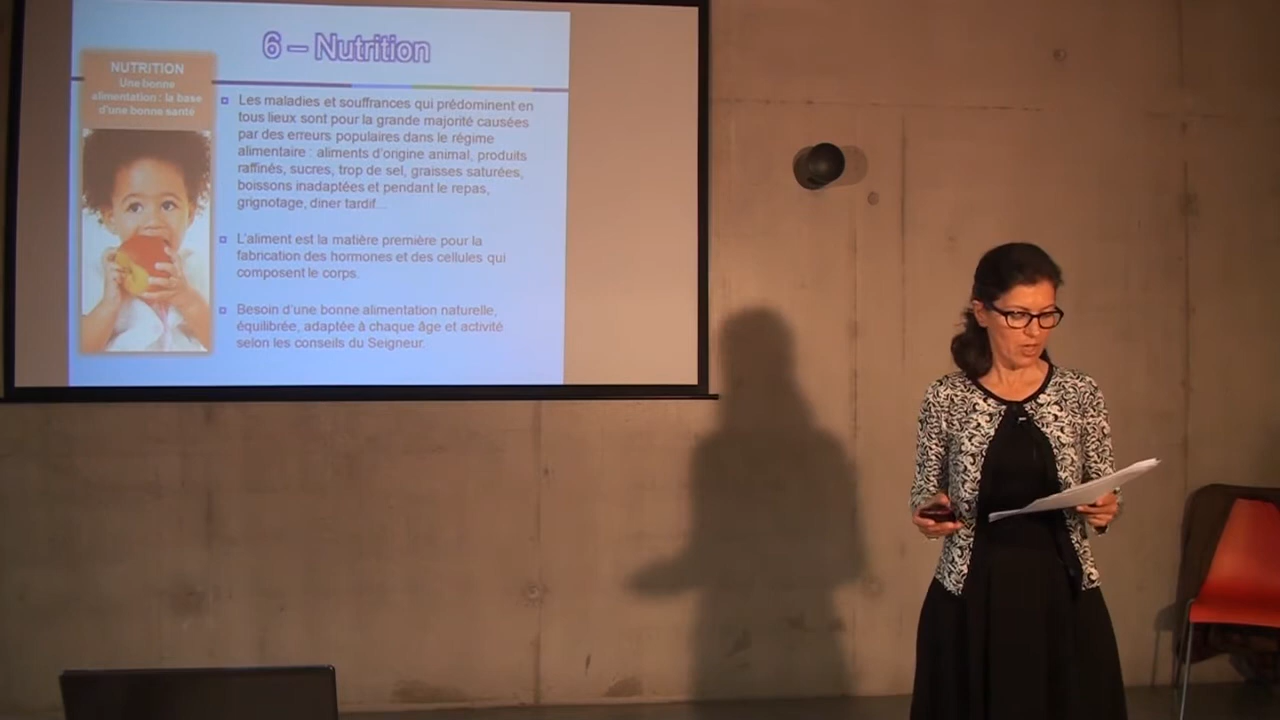 6 – Nutrition
NUTRITION
Une bonne
alimentation : la base
d'une bonne santé
Les maladies et souffrances qui prédominent en
tous lieux sont pour la grande majorité causées
par des erreurs populaires dans le régime
alimentaire : aliments d'origine animal, produits
raffinés, sucres, trop de sel, graisses saturées,
boissons inadaptées et pendant le repas,
grignotage, diner tardif...
L'aliment est la matière première pour la
fabrication des hormones et des cellules qui
composent le corps.
Besoin d'une bonne alimentation naturelle,
équilibrée, adaptée à chaque âge et activité
selon les conseils du Seigneur.